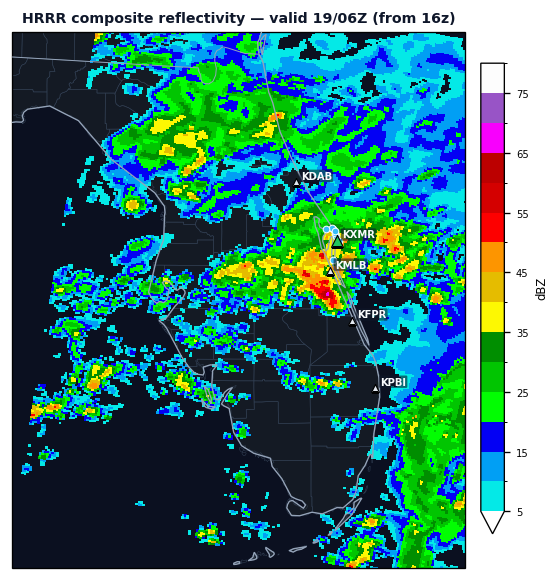 HRRR composite reflectivity — valid 19/06Z (from 16z)
75
65
KDAB
55
KXMR
45
KMLB
dBZ
KFPR
35
KPBI
25
15
5